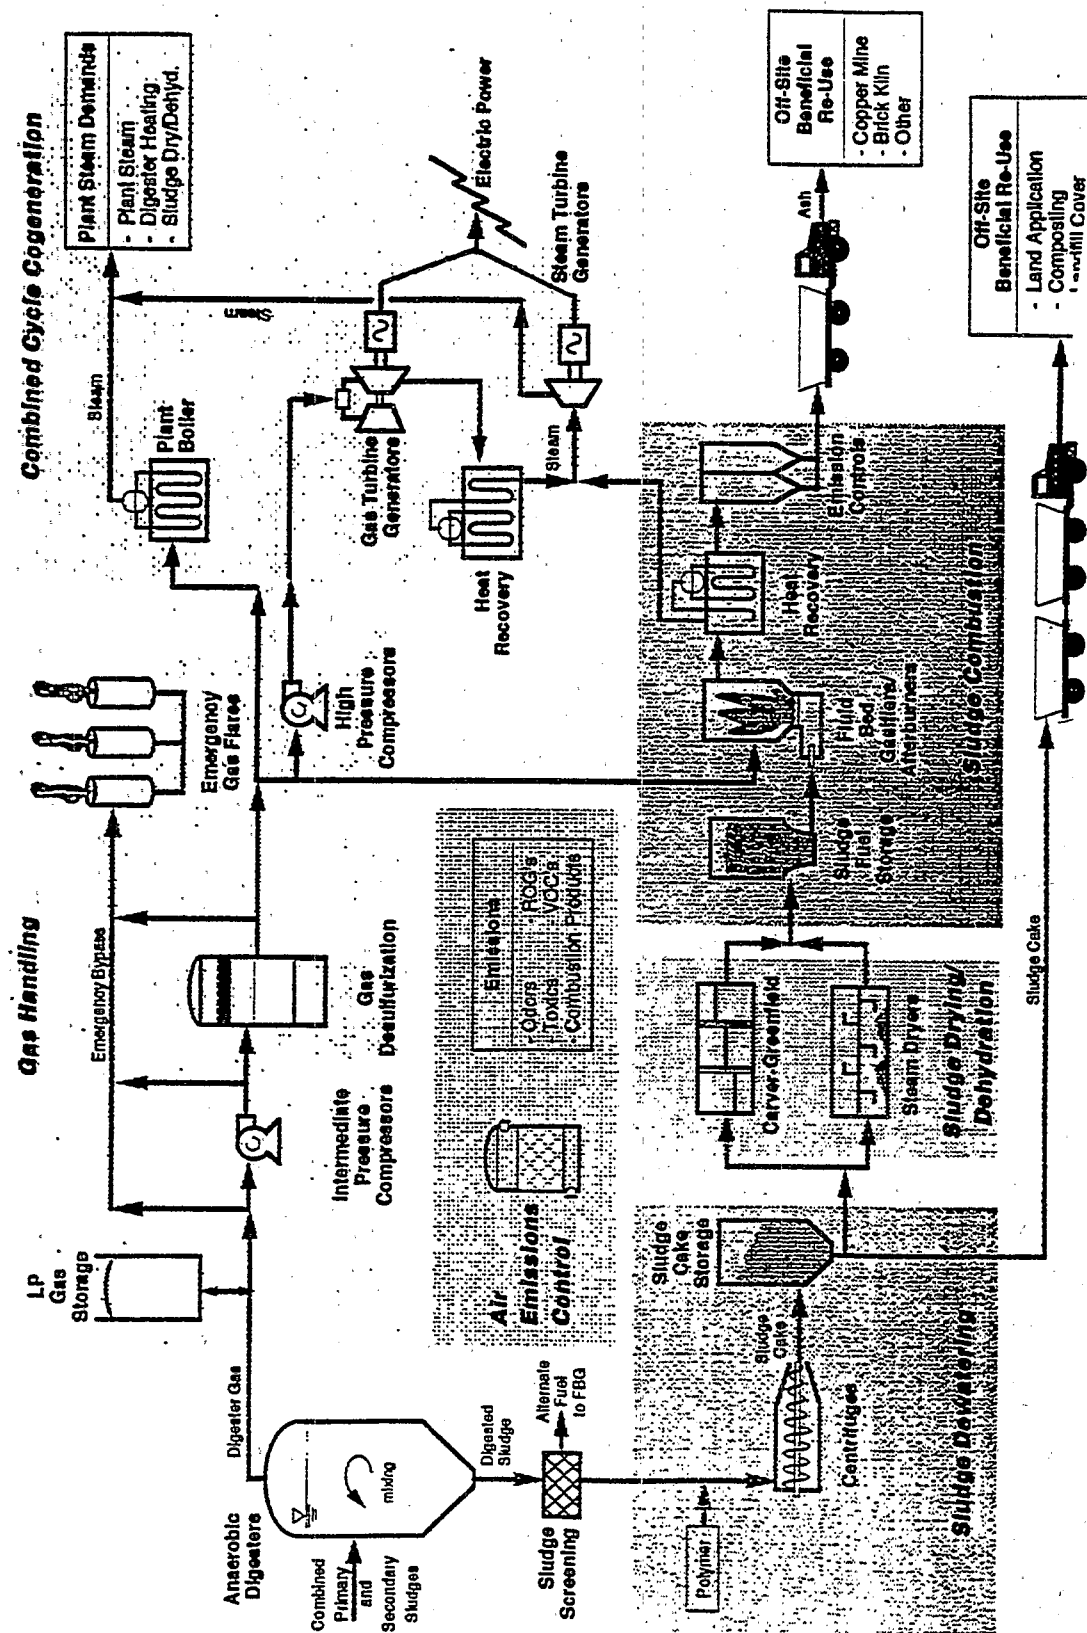 Gas Handling
Combined Cycle Cogeneration
LP
Gas
Storage
Emergency Bypass
Emergency
Gas Flares
Plant
Boiler
Steam
Plant Steam Demands
- Plant Steam
- Digester Heating
- Sludge Dry/Dehyd.
Anaerobic
Digesters
Combined
Primary
and
Secondary
Sludges
mixing
Digester Gas
Intermediate
Pressure
Compressors
Gas
Desulfurization
High
Pressure
Compressors
Gas Turbine
Generators
Steam
Electric Power
Heat
Recovery
Steam
Steam Turbine
Generators
Digested
Sludge
Sludge
Screening
Alternate
Fuel
to FBG
Air
Emissions
Control
Emissions
- Odors
- ROG's
- Toxics
- VOC's
- Combustion Products
Polymer
Centrifuges
Sludge
Cake
Sludge
Cake
Storage
Sludge Dewatering
Carver-Greenfield
Steam Dryers
Sludge Drying/
Dehydration
Sludge
Fuel
Storage
Fluid
Bed
Gasifiers/
Afterburners
Heat
Recovery
Emission
Controls
Sludge Combustion
Ash
Off-Site
Beneficial
Re-Use
- Copper Mine
- Brick Kiln
- Other
Sludge Cake
Off-Site
Beneficial Re-Use
- Land Application
- Composting
Landfill Cover